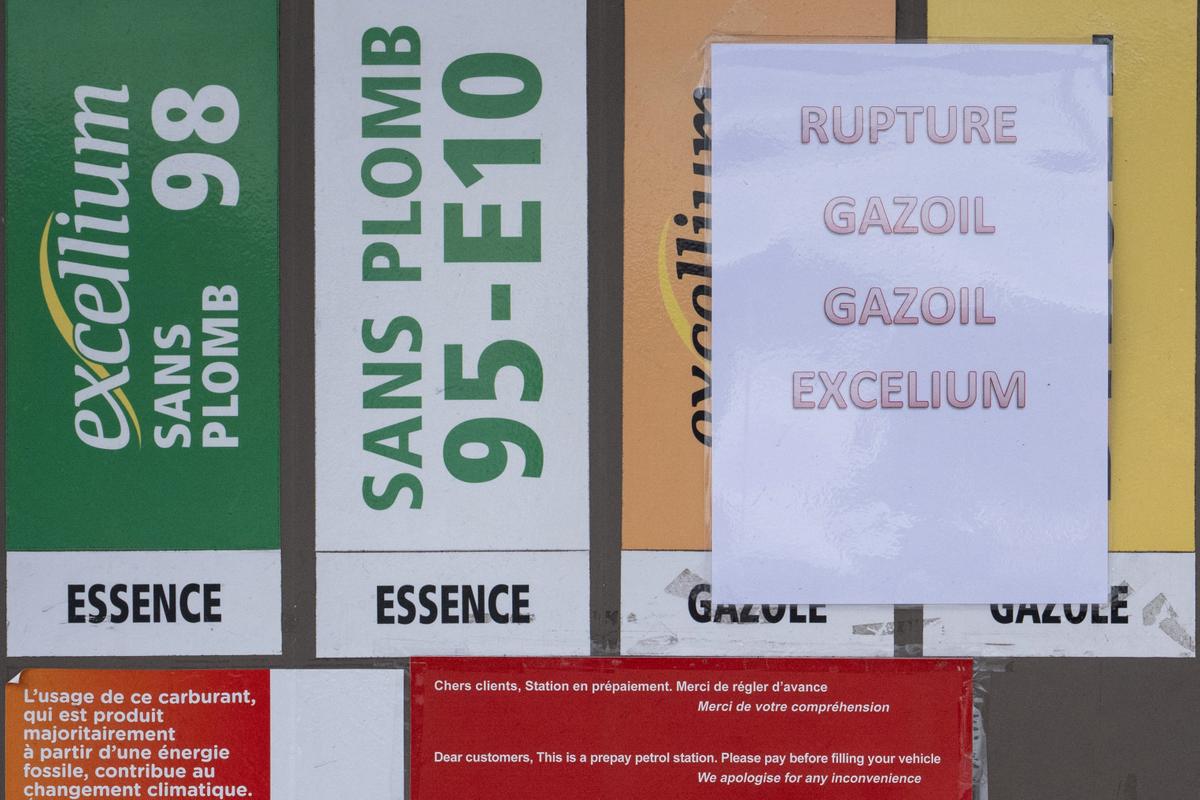 excellium
SANS
PLOMB
98
ESSENCE
SANS PLOMB
95-E10
ESSENCE
excellium
GAZOLE
RUPTURE
GAZOIL
GAZOIL
EXCELIUM
GAZOLE
L'usage de ce carburant,
qui est produit
majoritairement
à partir d'une énergie
fossile, contribue au
changement climatique.
Chers clients, Station en prépaiement. Merci de régler d'avance
Merci de votre compréhension
Dear customers, This is a prepay petrol station. Please pay before filling your vehicle
We apologise for any inconvenience